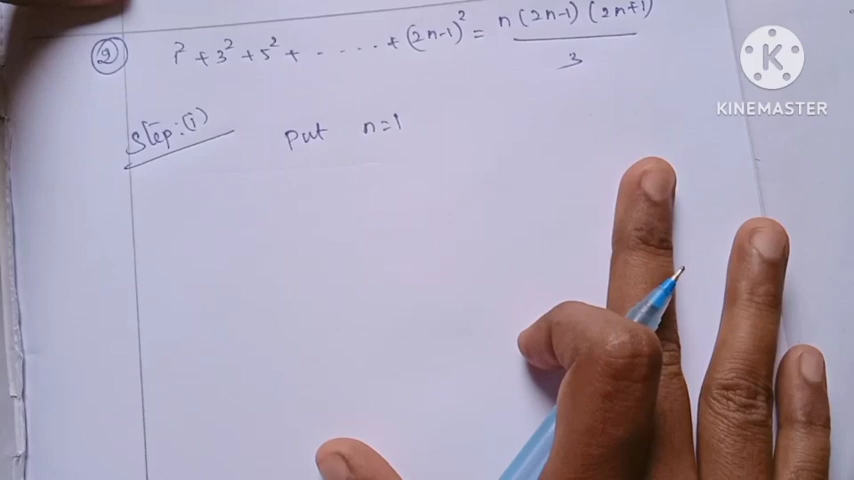 ② 1² + 3² + 5² + ..... + (2n-1)² = n(2n-1)(2n+1)/3
Step:(i) put n=1
KINEMASTER